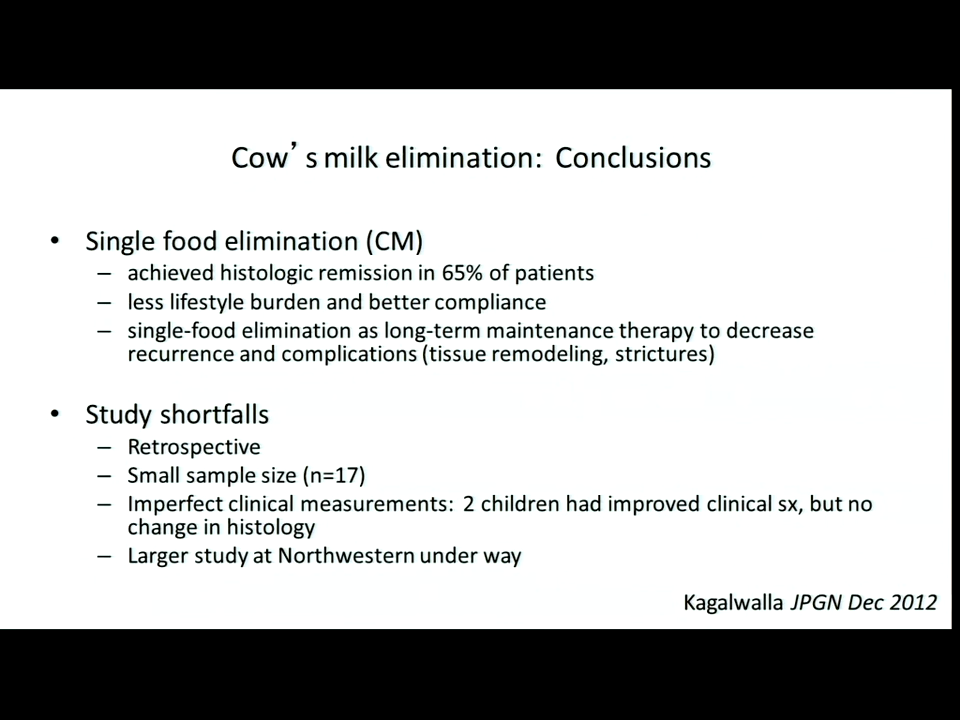 Cow’s milk elimination: Conclusions
• Single food elimination (CM)
– achieved histologic remission in 65% of patients
– less lifestyle burden and better compliance
– single-food elimination as long-term maintenance therapy to decrease
recurrence and complications (tissue remodeling, strictures)
• Study shortfalls
– Retrospective
– Small sample size (n=17)
– Imperfect clinical measurements: 2 children had improved clinical sx, but no
change in histology
– Larger study at Northwestern under way
Kagalwalla JPGN Dec 2012